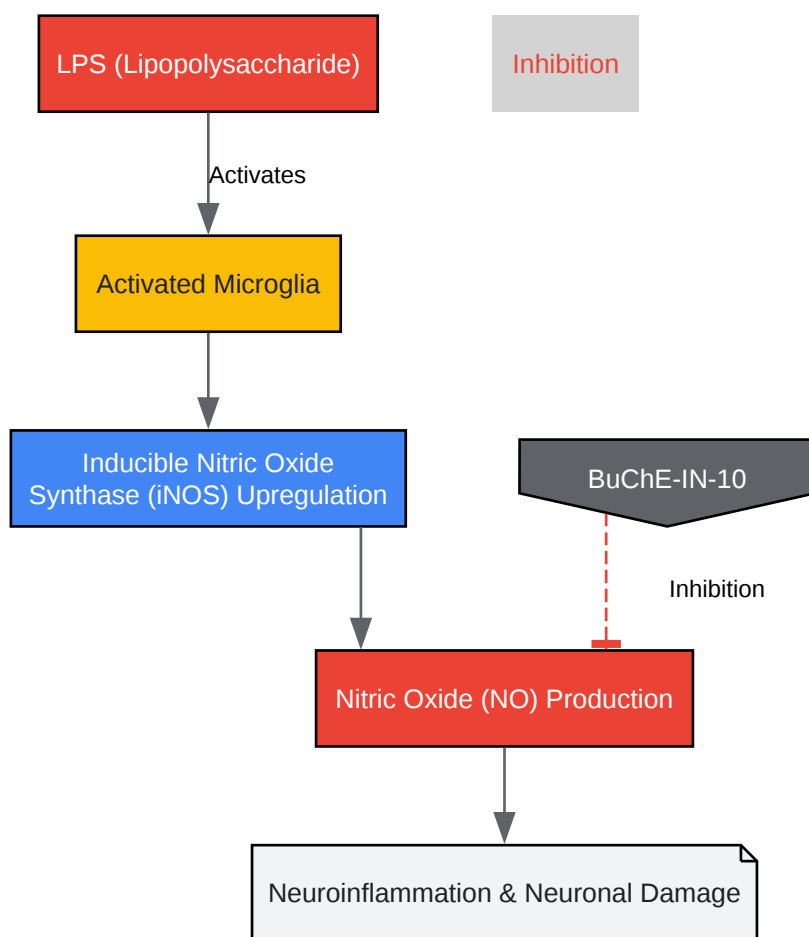 LPS (Lipopolysaccharide)
Inhibition
Activates
Activated Microglia
Inducible Nitric Oxide
Synthase (iNOS) Upregulation
BuChE-IN-10
Inhibition
Nitric Oxide (NO) Production
Neuroinflammation & Neuronal Damage